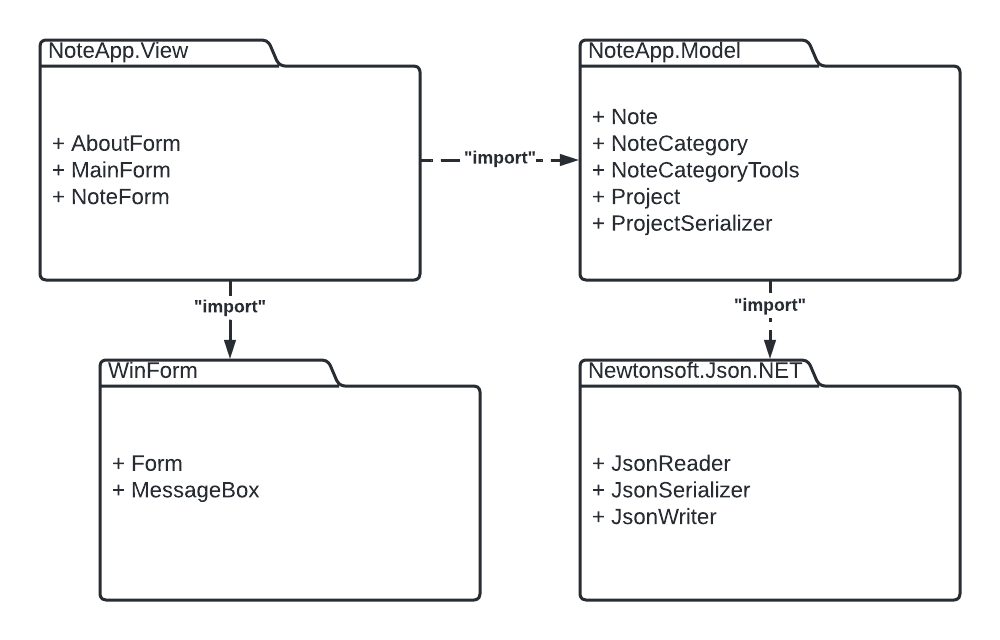 NoteApp.View
+ AboutForm
+ MainForm
+ NoteForm
"import"
NoteApp.Model
+ Note
+ NoteCategory
+ NoteCategoryTools
+ Project
+ ProjectSerializer
"import"
"import"
WinForm
+ Form
+ MessageBox
Newtonsoft.Json.NET
+ JsonReader
+ JsonSerializer
+ JsonWriter